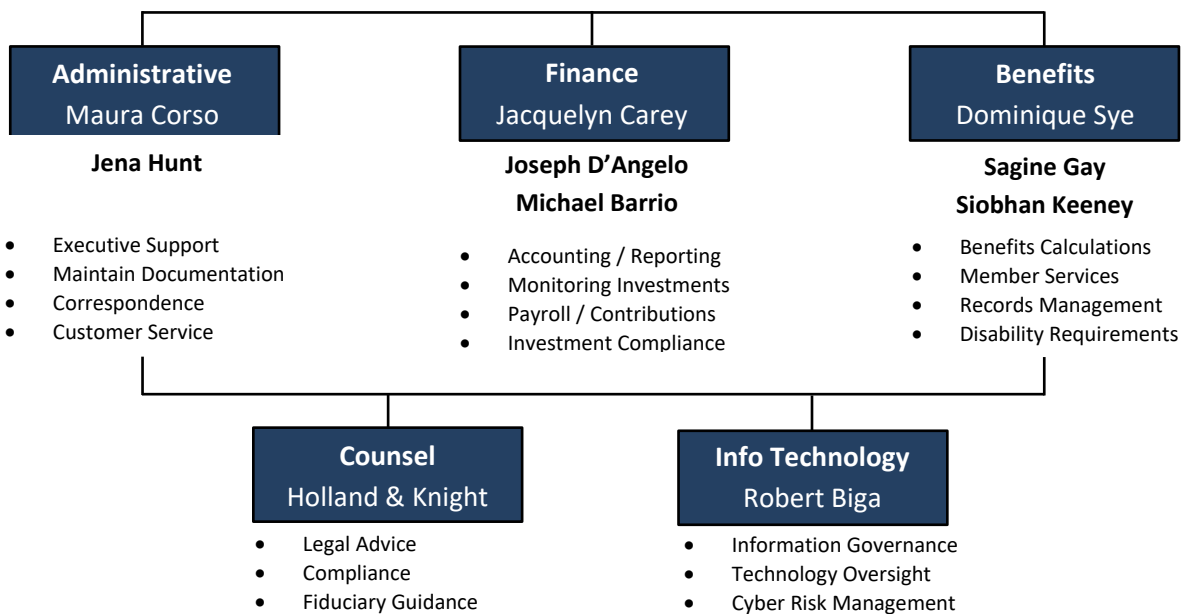 Administrative
Maura Corso
Jena Hunt
• Executive Support
• Maintain Documentation
• Correspondence
• Customer Service
Finance
Jacquelyn Carey
Joseph D’Angelo
Michael Barrio
• Accounting / Reporting
• Monitoring Investments
• Payroll / Contributions
• Investment Compliance
Benefits
Dominique Sye
Sagine Gay
Siobhan Keeney
• Benefits Calculations
• Member Services
• Records Management
• Disability Requirements
Counsel
Holland & Knight
• Legal Advice
• Compliance
• Fiduciary Guidance
Info Technology
Robert Biga
• Information Governance
• Technology Oversight
• Cyber Risk Management